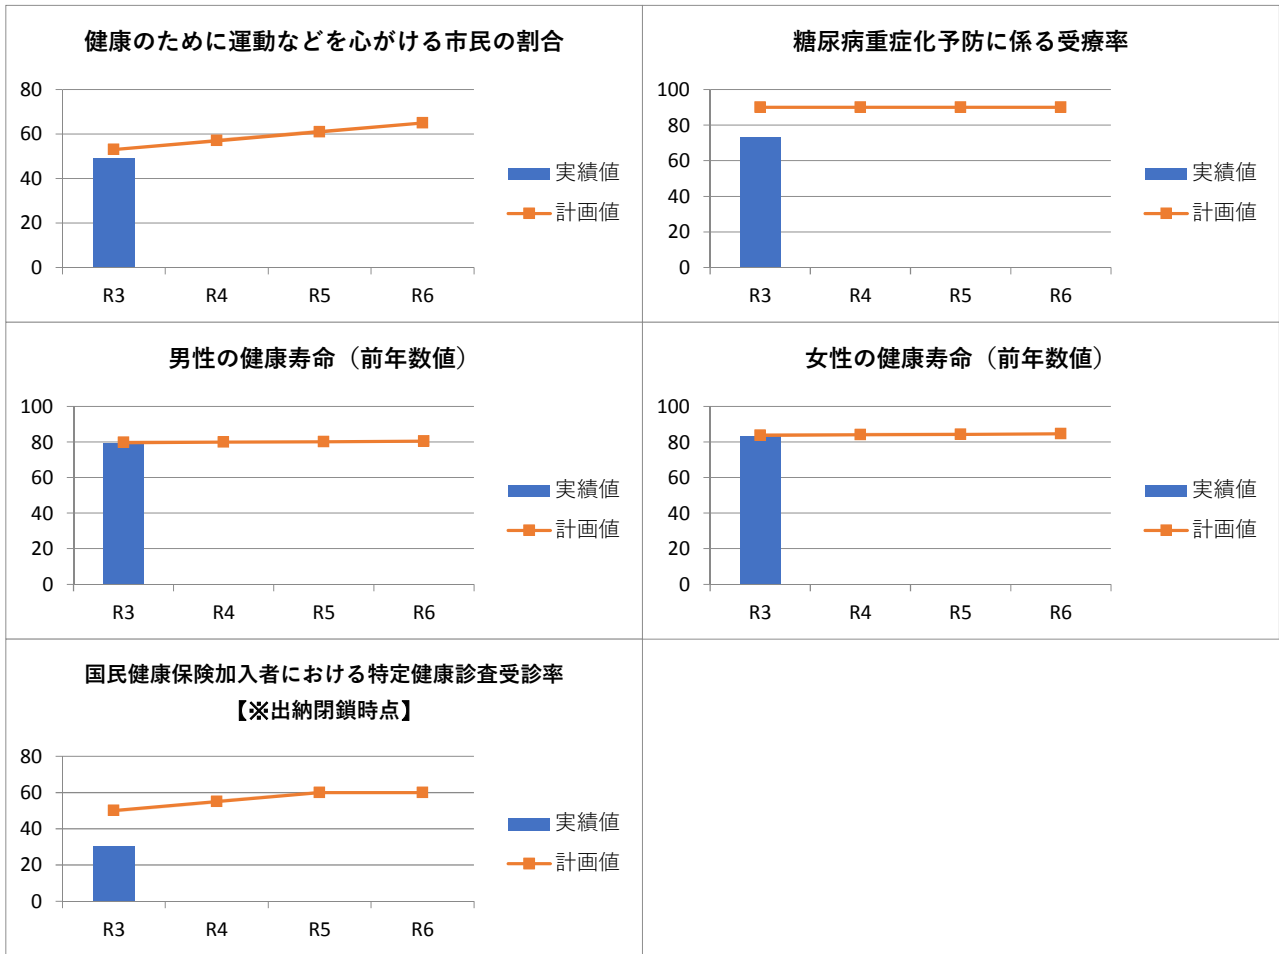 健康のために運動などを心がける市民の割合
80
60
40
20
0
R3 R4 R5 R6
実績値
計画値
糖尿病重症化予防に係る受療率
100
80
60
40
20
0
R3 R4 R5 R6
実績値
計画値
男性の健康寿命（前年数値）
100
80
60
40
20
0
R3 R4 R5 R6
実績値
計画値
女性の健康寿命（前年数値）
100
80
60
40
20
0
R3 R4 R5 R6
実績値
計画値
国民健康保険加入者における特定健康診査受診率
【※出納閉鎖時点】
80
60
40
20
0
R3 R4 R5 R6
実績値
計画値